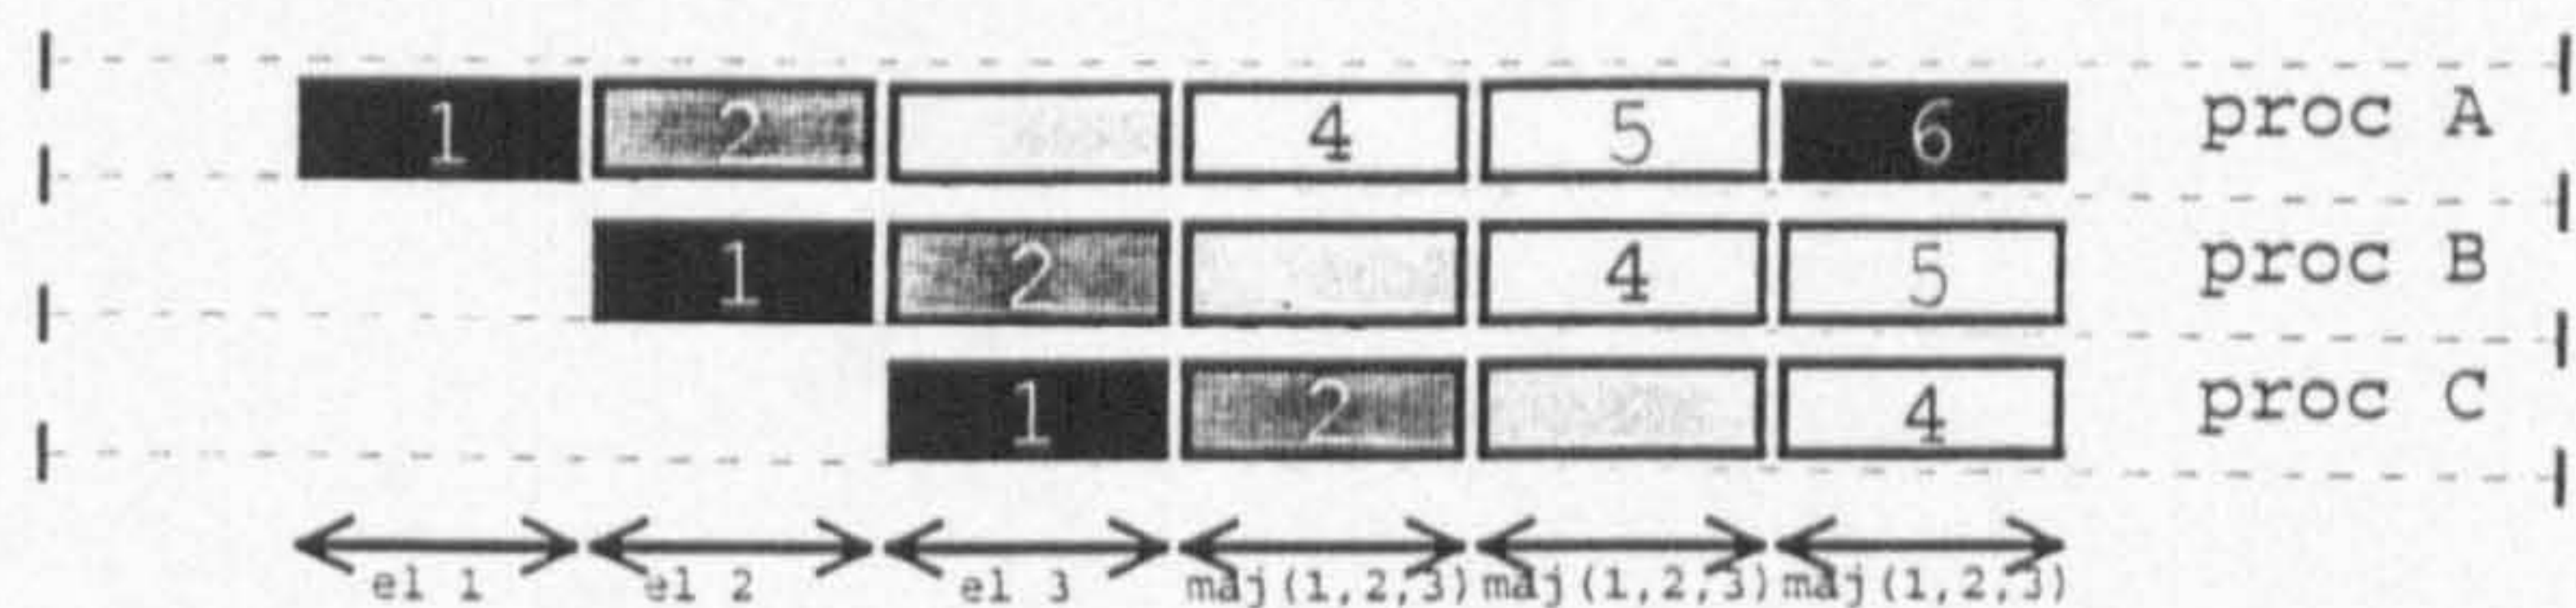 1 2 4 5 6 proc A
1 2 4 5 proc B
1 2 4 proc C
el 1 el 2 el 3 maj(1,2,3) maj(1,2,3) maj(1,2,3)